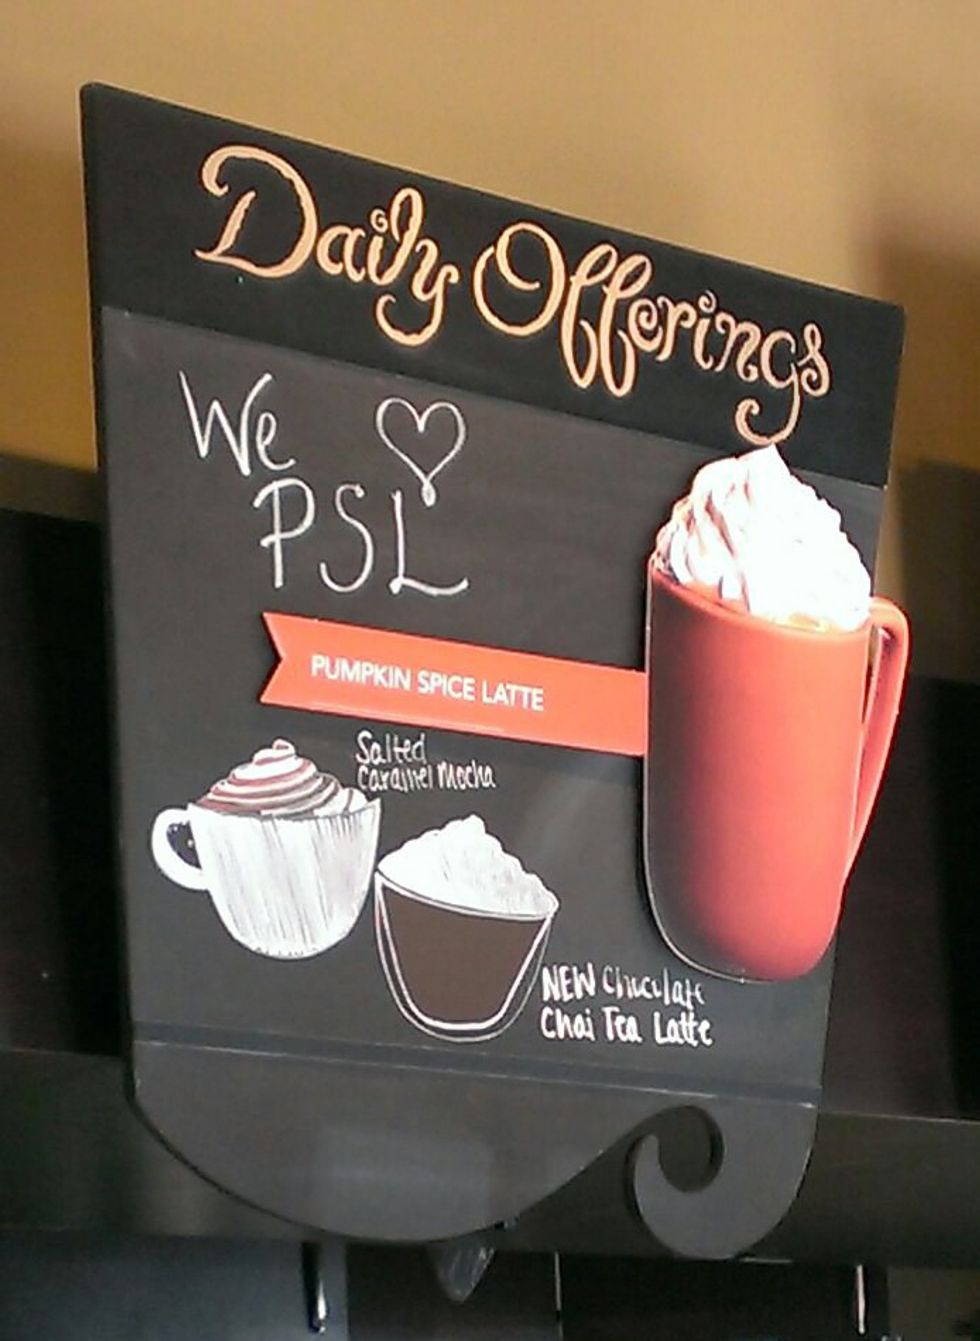 Daily Offerings
We ♡
PSL
PUMPKIN SPICE LATTE
Salted
Caramel Mocha
NEW Chocolate
Chai Tea Latte